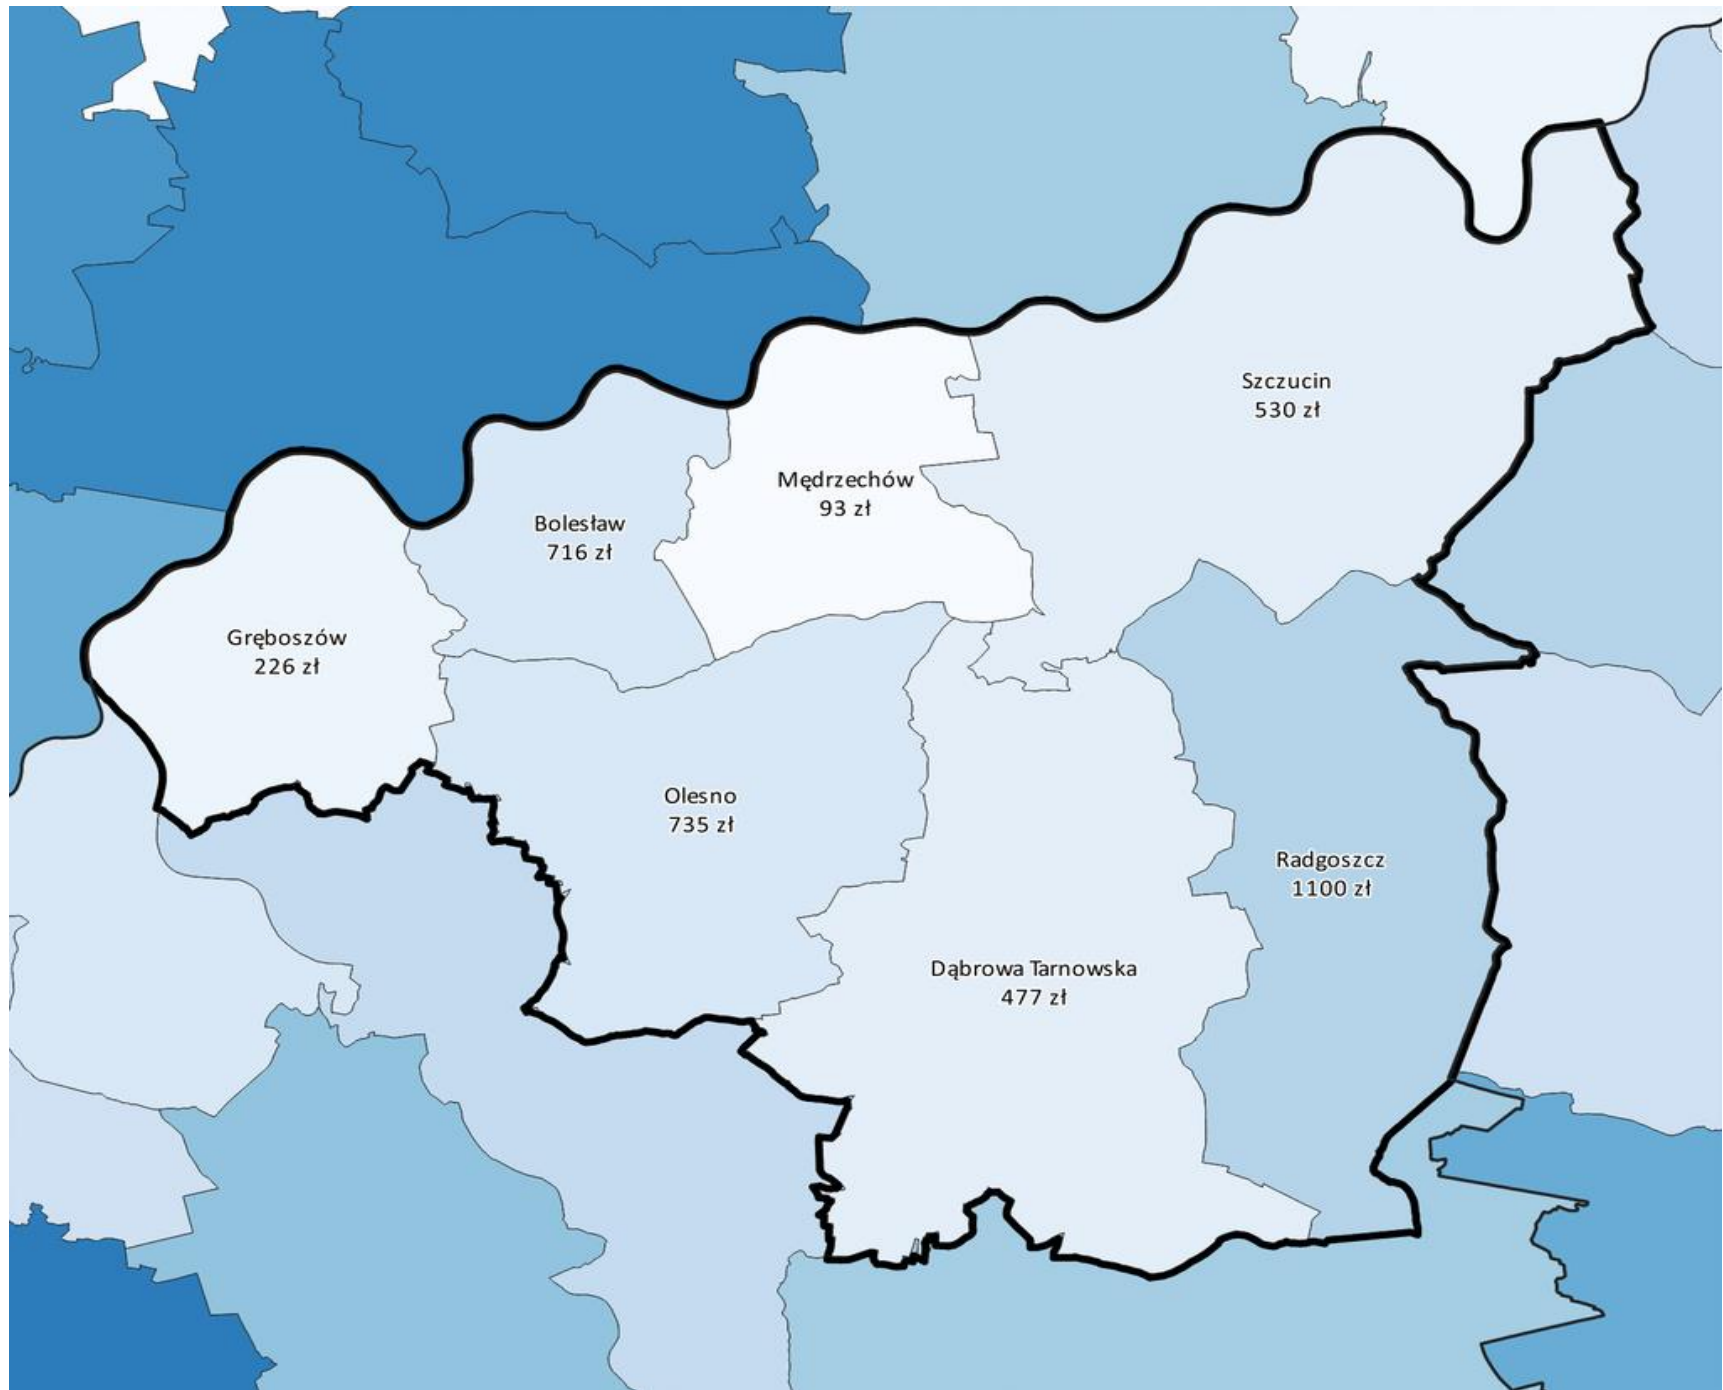 Szczucin
530 zł
Mędrzechów
93 zł
Bolesław
716 zł
Gręboszów
226 zł
Olesno
735 zł
Radgoszcz
1100 zł
Dąbrowa Tarnowska
477 zł